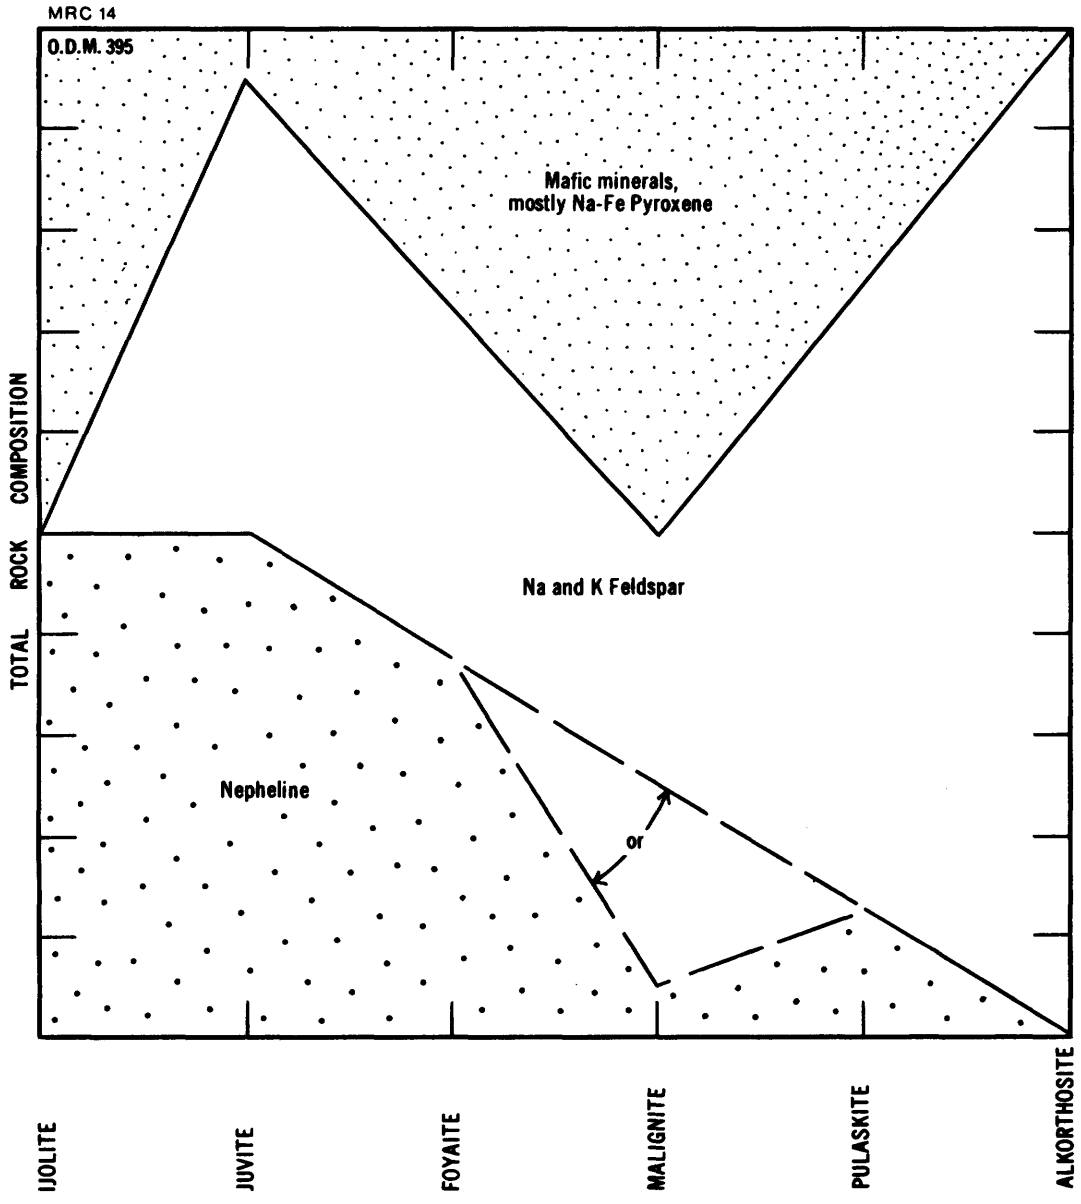 MRC 14
O.D.M. 395
Mafic minerals,
mostly Na-Fe Pyroxene
TOTAL ROCK COMPOSITION
Na and K Feldspar
Nepheline
or
IJOLITE
JUVITE
FOYAITE
MALIGNITE
PULASKITE
ALKORTHOSITE